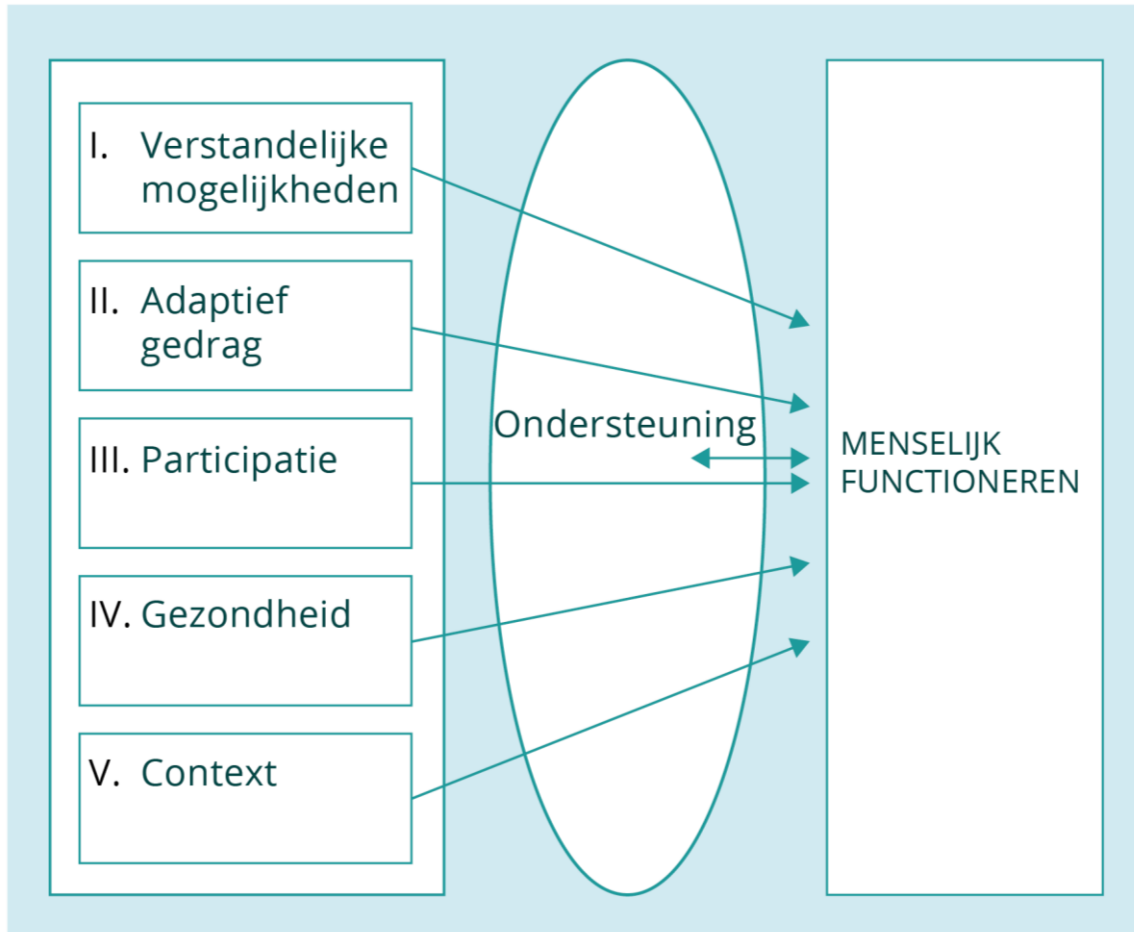 I. Verstandelijke
mogelijkheden
II. Adaptief
gedrag
III. Participatie
IV. Gezondheid
V. Context
Ondersteuning
MENSELIJK
FUNCTIONEREN